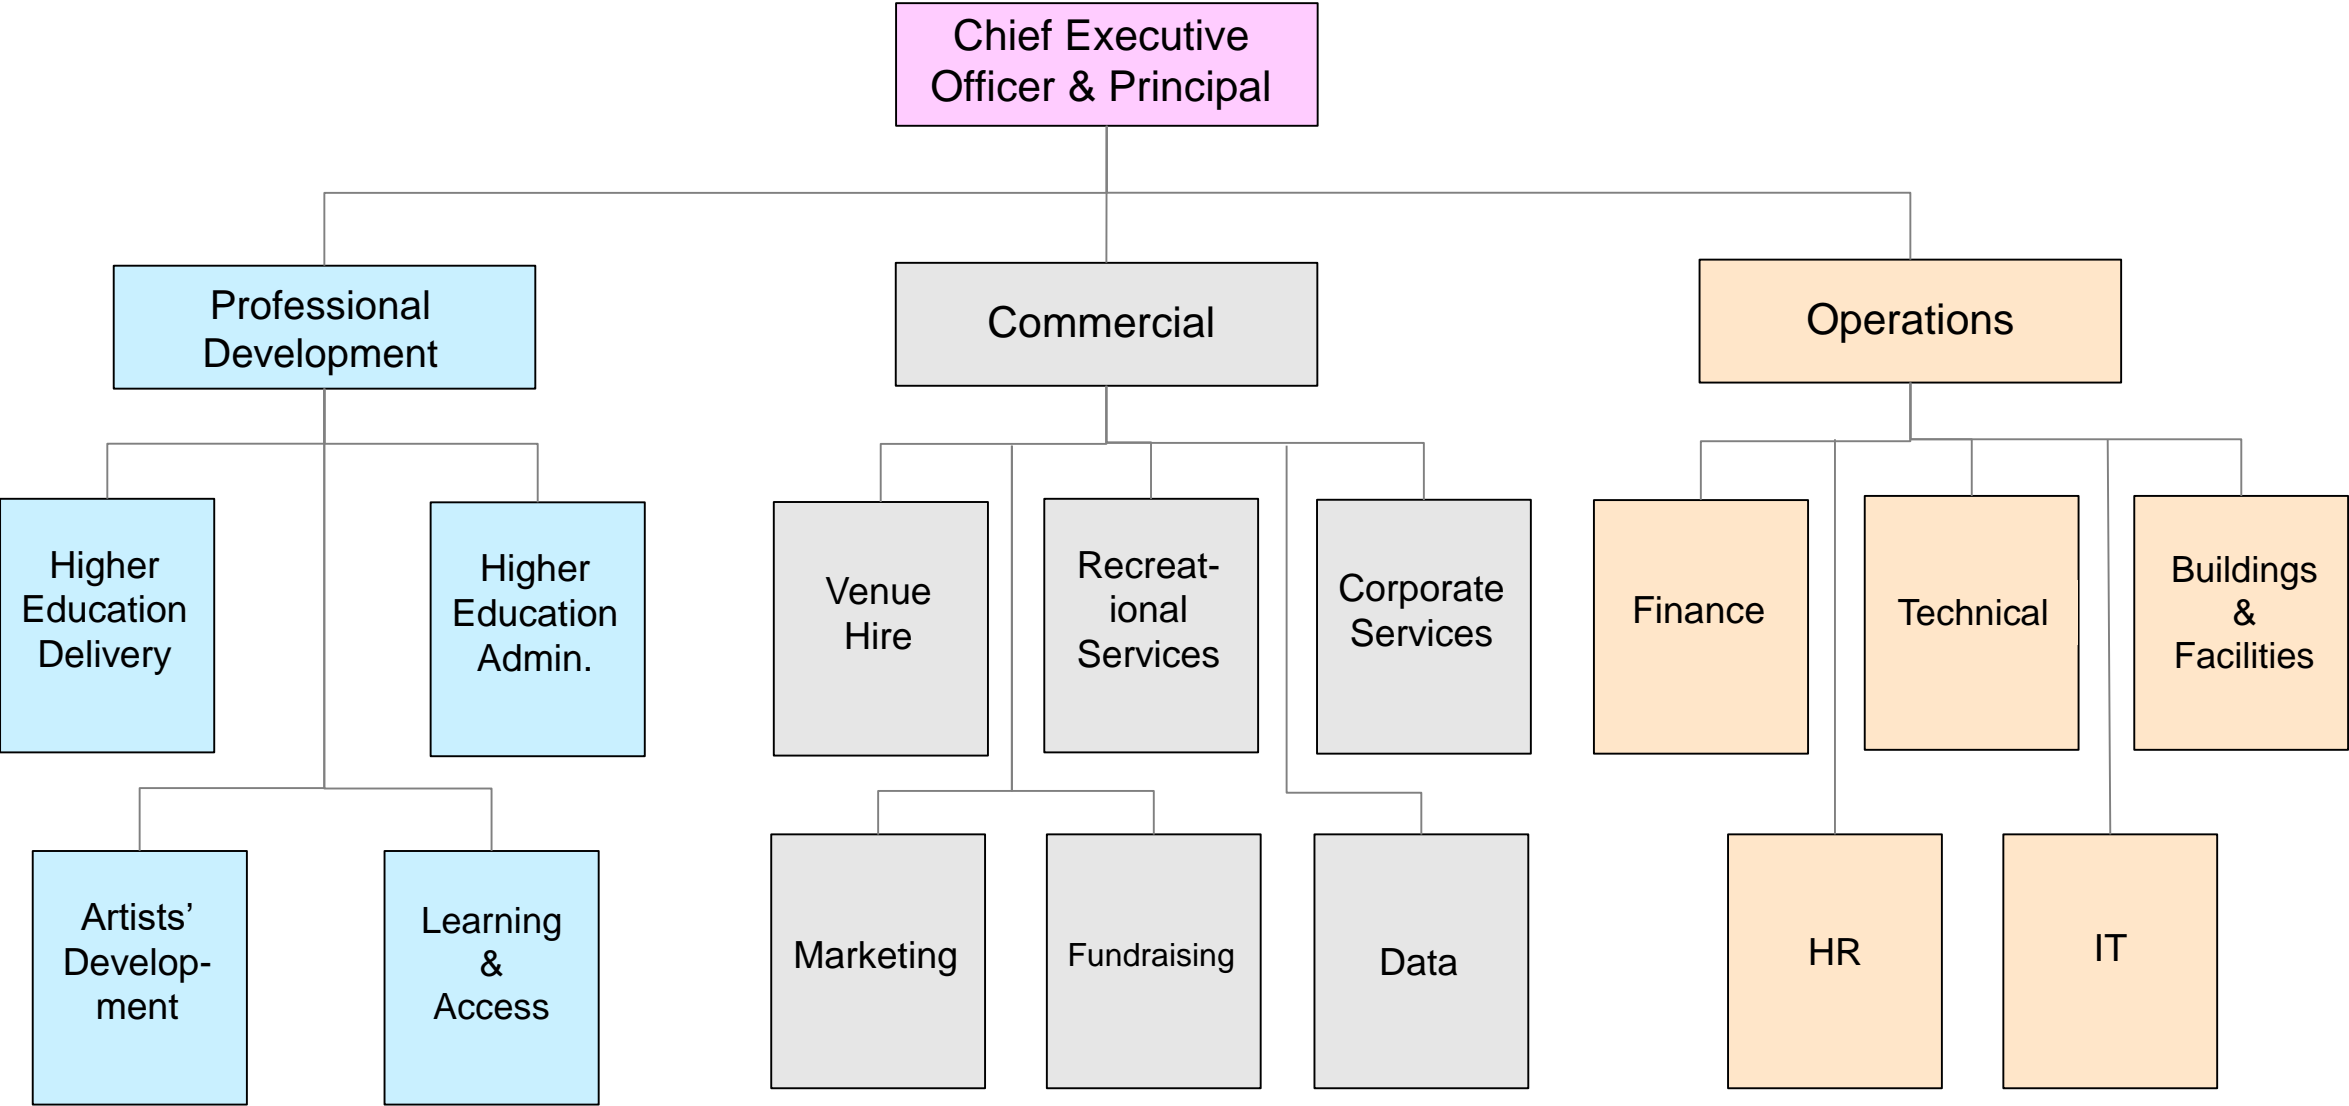 Chief Executive
Officer & Principal
Professional
Development
Commercial
Operations
Higher
Education
Delivery
Higher
Education
Admin.
Venue
Hire
Recreat-
ional
Services
Corporate
Services
Finance
Technical
Buildings
&
Facilities
Artists’
Develop-
ment
Learning
&
Access
Marketing
Fundraising
Data
HR
IT